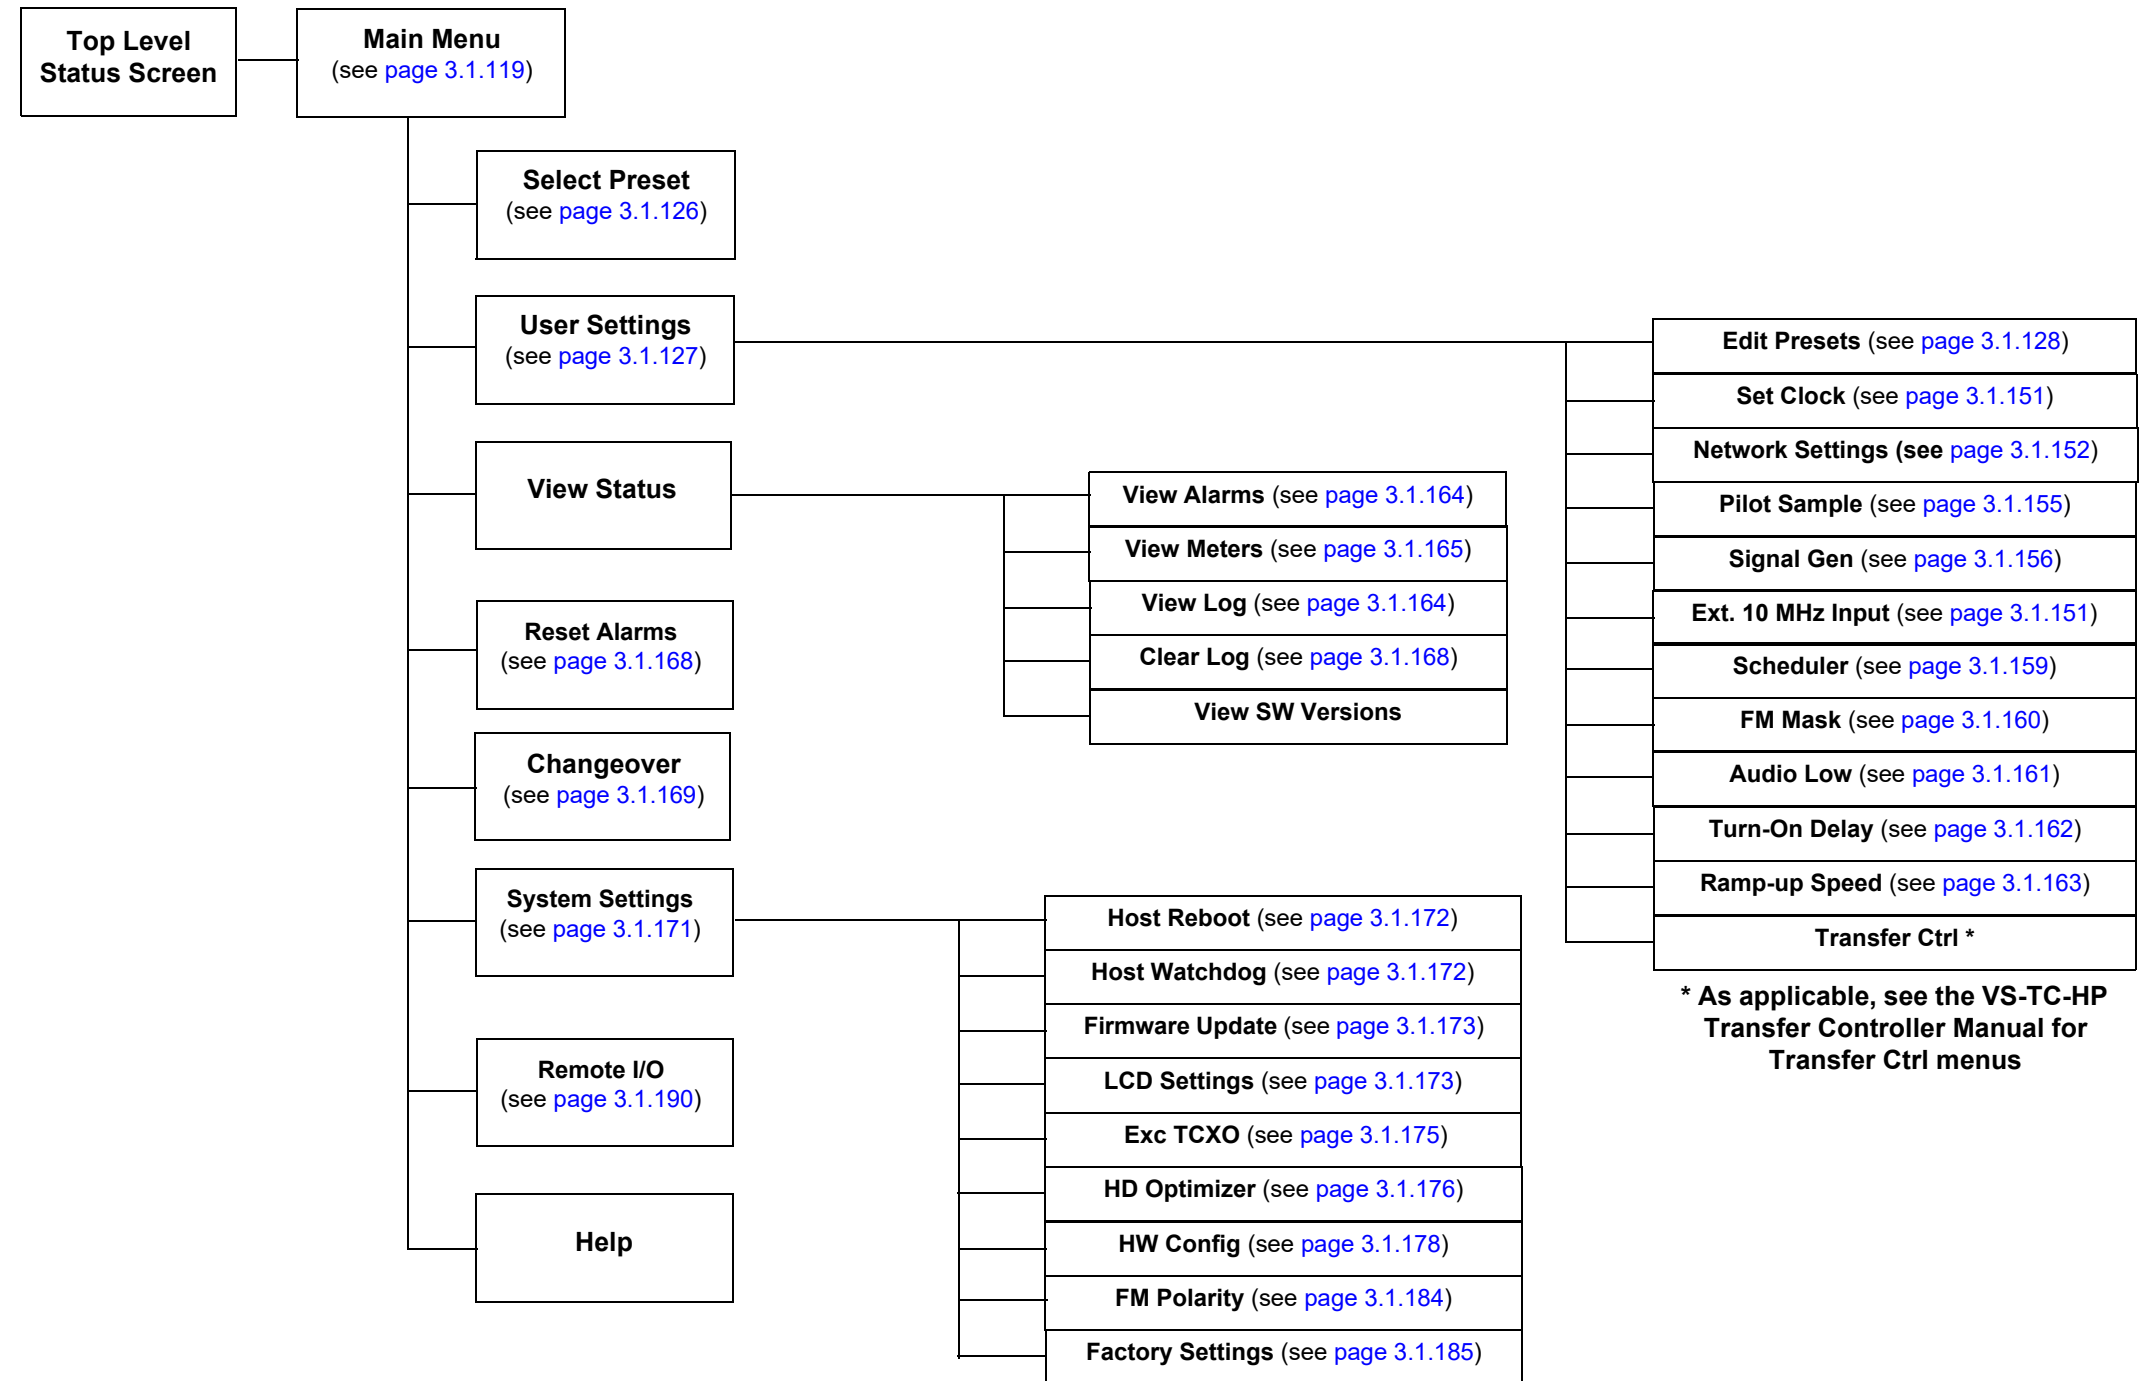 Top Level
Status Screen
Main Menu
(see page 3.1.119)
Select Preset
(see page 3.1.126)
User Settings
(see page 3.1.127)
View Status
Reset Alarms
(see page 3.1.168)
Changeover
(see page 3.1.169)
System Settings
(see page 3.1.171)
Remote I/O
(see page 3.1.190)
Help
View Alarms (see page 3.1.164)
View Meters (see page 3.1.165)
View Log (see page 3.1.164)
Clear Log (see page 3.1.168)
View SW Versions
Host Reboot (see page 3.1.172)
Host Watchdog (see page 3.1.172)
Firmware Update (see page 3.1.173)
LCD Settings (see page 3.1.173)
Exc TCXO (see page 3.1.175)
HD Optimizer (see page 3.1.176)
HW Config (see page 3.1.178)
FM Polarity (see page 3.1.184)
Factory Settings (see page 3.1.185)
Edit Presets (see page 3.1.128)
Set Clock (see page 3.1.151)
Network Settings (see page 3.1.152)
Pilot Sample (see page 3.1.155)
Signal Gen (see page 3.1.156)
Ext. 10 MHz Input (see page 3.1.151)
Scheduler (see page 3.1.159)
FM Mask (see page 3.1.160)
Audio Low (see page 3.1.161)
Turn-On Delay (see page 3.1.162)
Ramp-up Speed (see page 3.1.163)
Transfer Ctrl *
* As applicable, see the VS-TC-HP
Transfer Controller Manual for
Transfer Ctrl menus